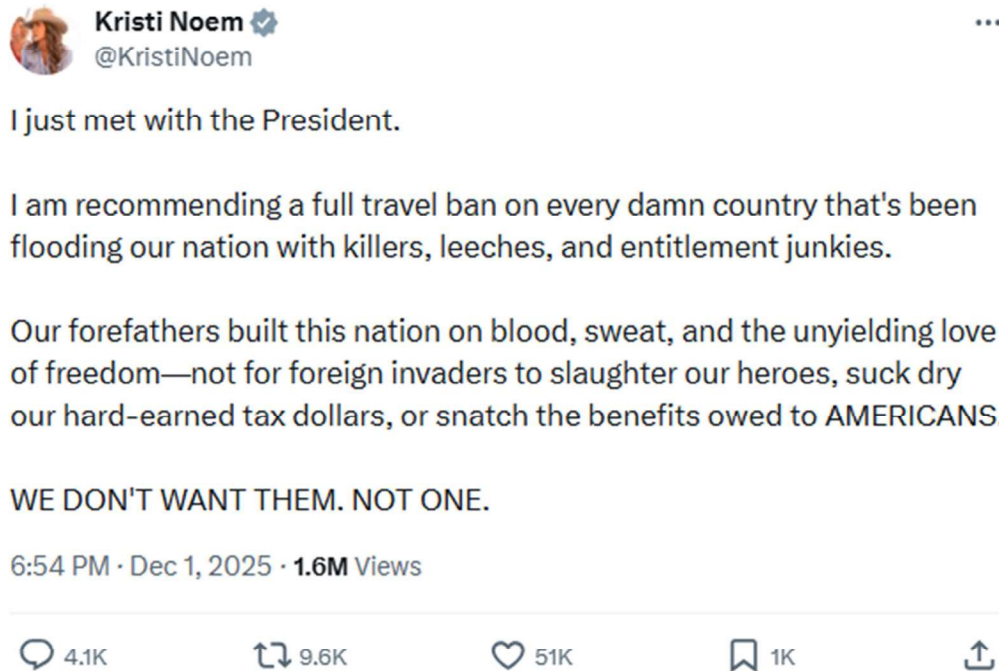 Kristi Noem
@KristiNoem
I just met with the President.
I am recommending a full travel ban on every damn country that's been
flooding our nation with killers, leeches, and entitlement junkies.
Our forefathers built this nation on blood, sweat, and the unyielding love
of freedom—not for foreign invaders to slaughter our heroes, suck dry
our hard-earned tax dollars, or snatch the benefits owed to AMERICANS.
WE DON'T WANT THEM. NOT ONE.
6:54 PM · Dec 1, 2025 · 1.6M Views
4.1K 9.6K 51K 1K